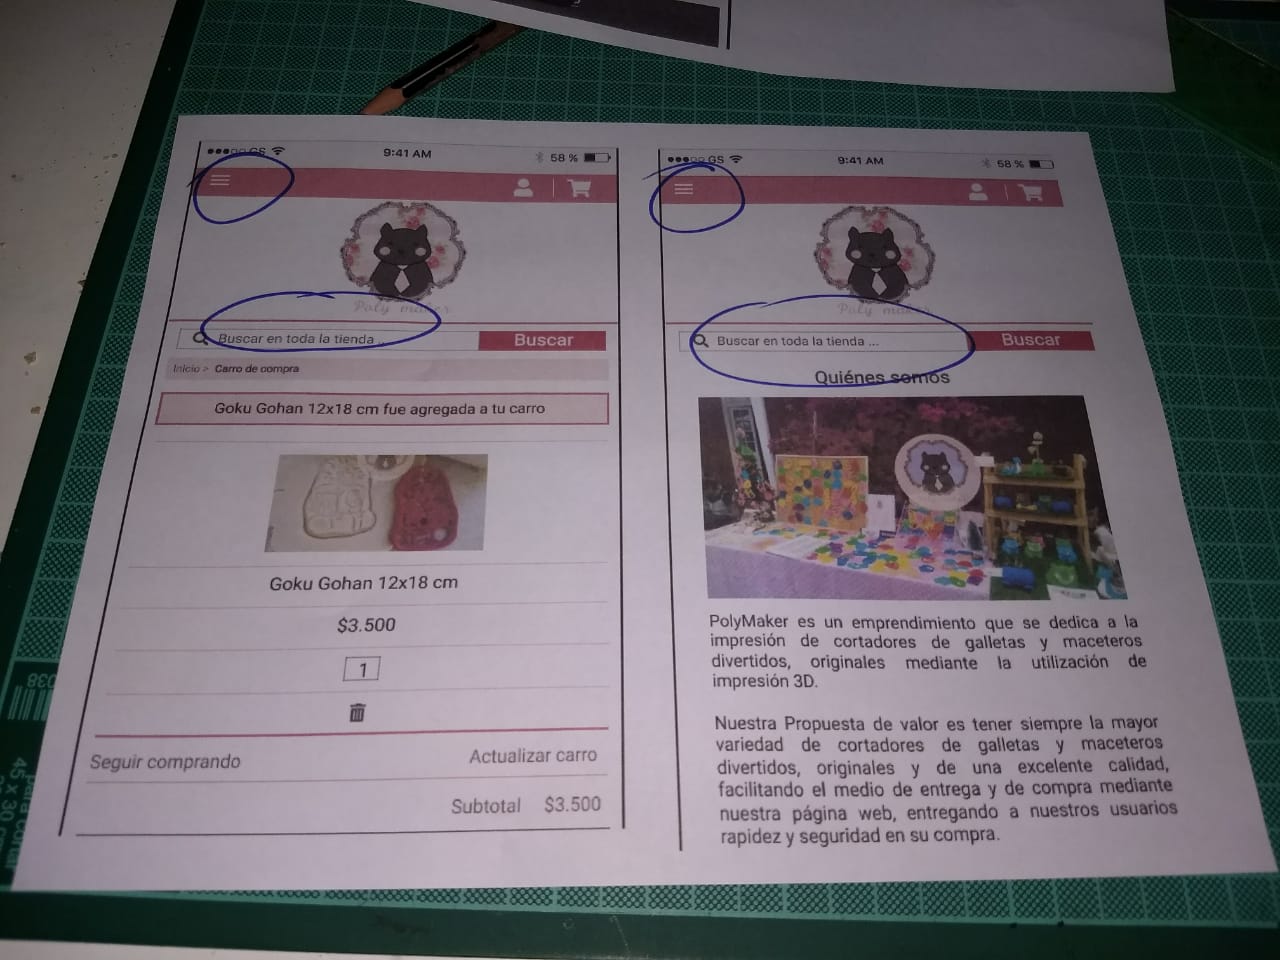 GS
9:41 AM
58 %
Poly maker
Buscar en toda la tienda ...
Buscar
Inicio > Carro de compra
Goku Gohan 12x18 cm fue agregada a tu carro
Goku Gohan 12x18 cm
$3.500
1
Seguir comprando
Actualizar carro
Subtotal $3.500
GS
9:41 AM
58 %
Poly maker
Buscar en toda la tienda ...
Buscar
Quiénes somos
PolyMaker es un emprendimiento que se dedica a la
impresión de cortadores de galletas y maceteros
divertidos, originales mediante la utilización de
impresión 3D.
Nuestra Propuesta de valor es tener siempre la mayor
variedad de cortadores de galletas y maceteros
divertidos, originales y de una excelente calidad,
facilitando el medio de entrega y de compra mediante
nuestra página web, entregando a nuestros usuarios
rapidez y seguridad en su compra.
038
45 x 30